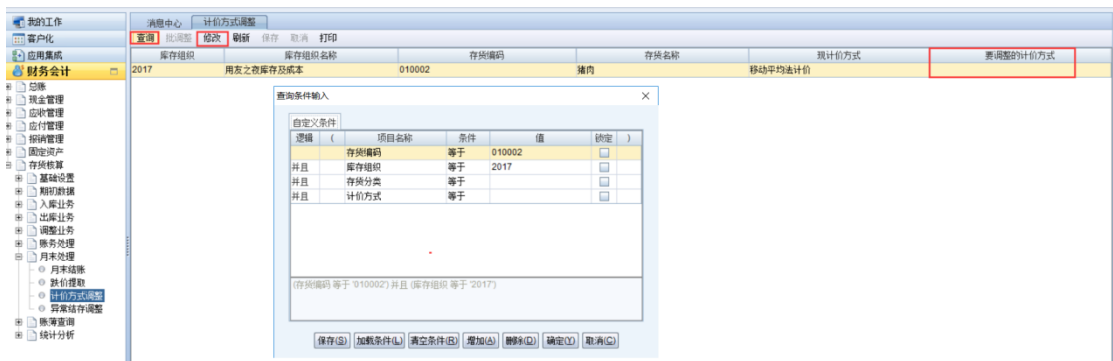 我的工作
客户化
应用集成
财务会计
总账
现金管理
应收管理
应付管理
报销管理
固定资产
存货核算
基础设置
期初数据
入库业务
出库业务
调整业务
账务处理
月末处理
月末结账
跌价提取
计价方式调整
异常结存调整
账簿查询
统计分析
消息中心 计价方式调整
查询 批调整 修改 刷新 保存 取消 打印
库存组织 库存组织名称 存货编码 存货名称 现计价方式 要调整的计价方式
2017 用友之夜库存及成本 010002 猪肉 移动平均法计价
查询条件输入
自定义条件
逻辑 ( 项目名称 条件 值 锁定 )
存货编码 等于 010002
并且 库存组织 等于 2017
并且 存货分类 等于
并且 计价方式 等于
(存货编码 等于 '010002') 并且 (库存组织 等于 '2017')
保存(S) 加载条件(L) 清空条件(R) 增加(A) 删除(D) 确定(Y) 取消(C)